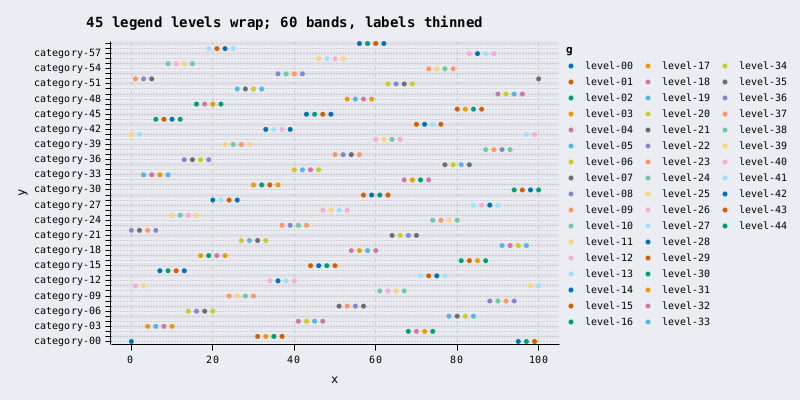 45 legend levels wrap; 60 bands, labels thinned
category-57
category-54
category-51
category-48
category-45
category-42
category-39
category-36
category-33
category-30
category-27
category-24
category-21
category-18
category-15
category-12
category-09
category-06
category-03
category-00
y
0 20 40 60 80 100
x
g
level-00 level-17 level-34
level-01 level-18 level-35
level-02 level-19 level-36
level-03 level-20 level-37
level-04 level-21 level-38
level-05 level-22 level-39
level-06 level-23 level-40
level-07 level-24 level-41
level-08 level-25 level-42
level-09 level-26 level-43
level-10 level-27 level-44
level-11 level-28
level-12 level-29
level-13 level-30
level-14 level-31
level-15 level-32
level-16 level-33